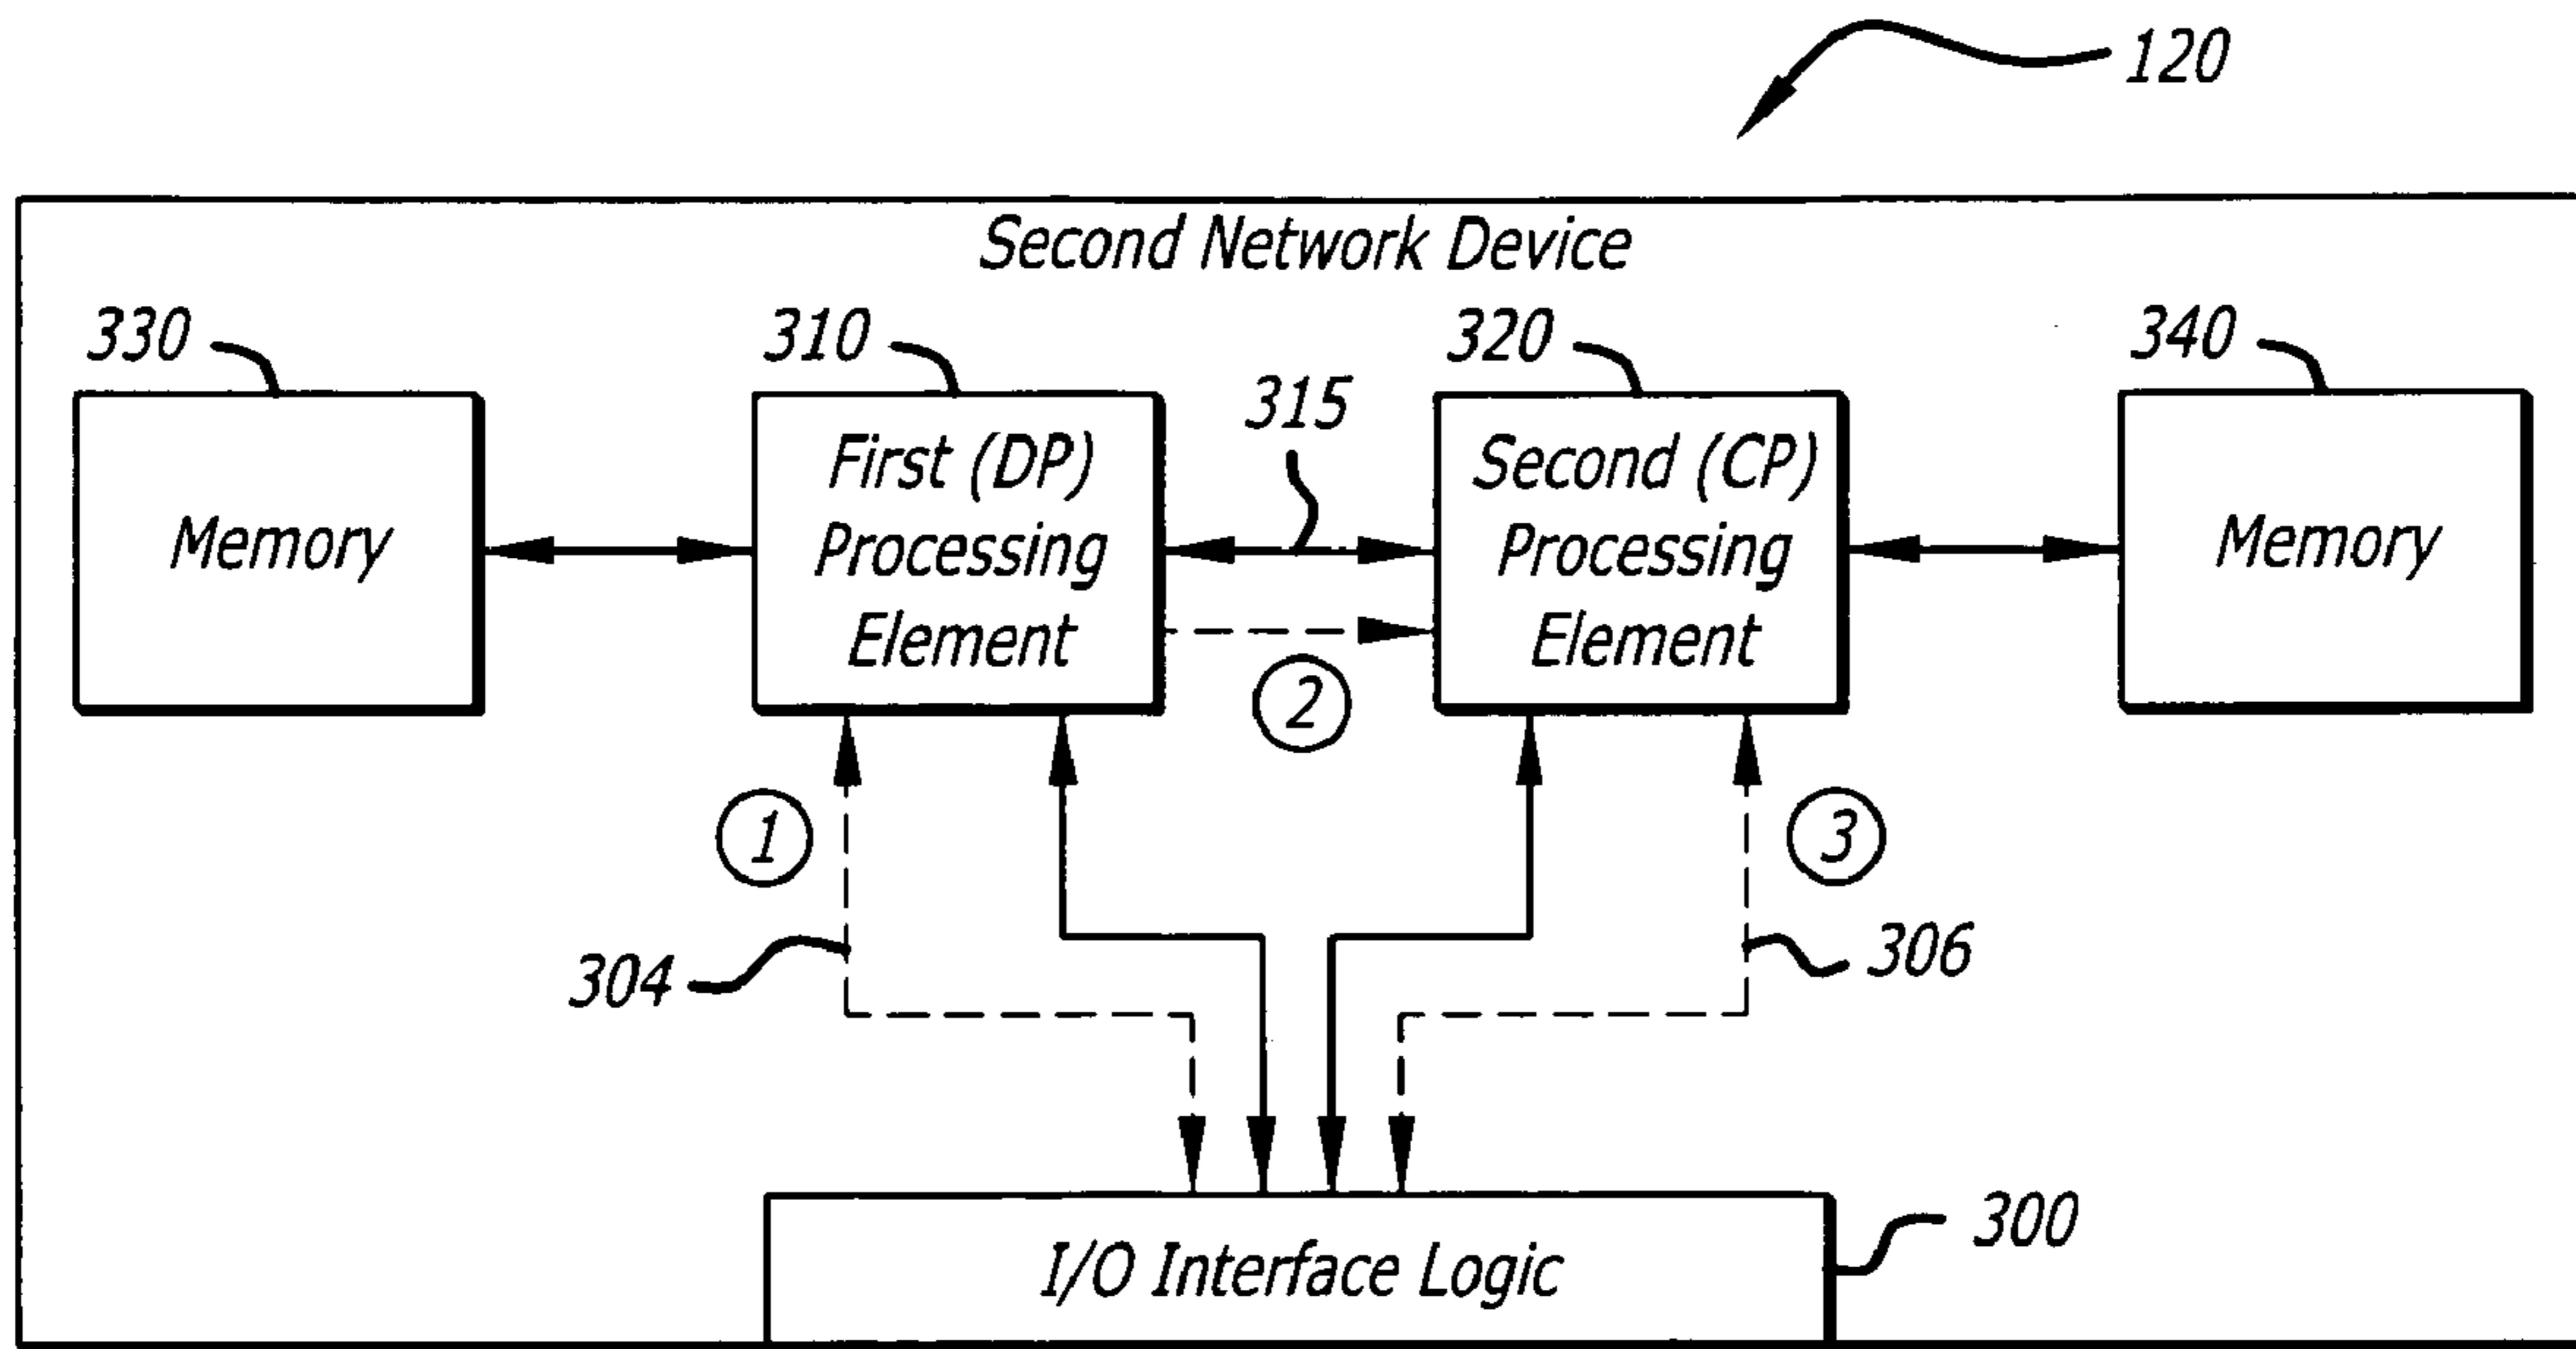 120
Second Network Device
330
310
320
340
315
Memory
First (DP)
Processing
Element
Second (CP)
Processing
Element
Memory
2
1
3
304
306
300
I/O Interface Logic